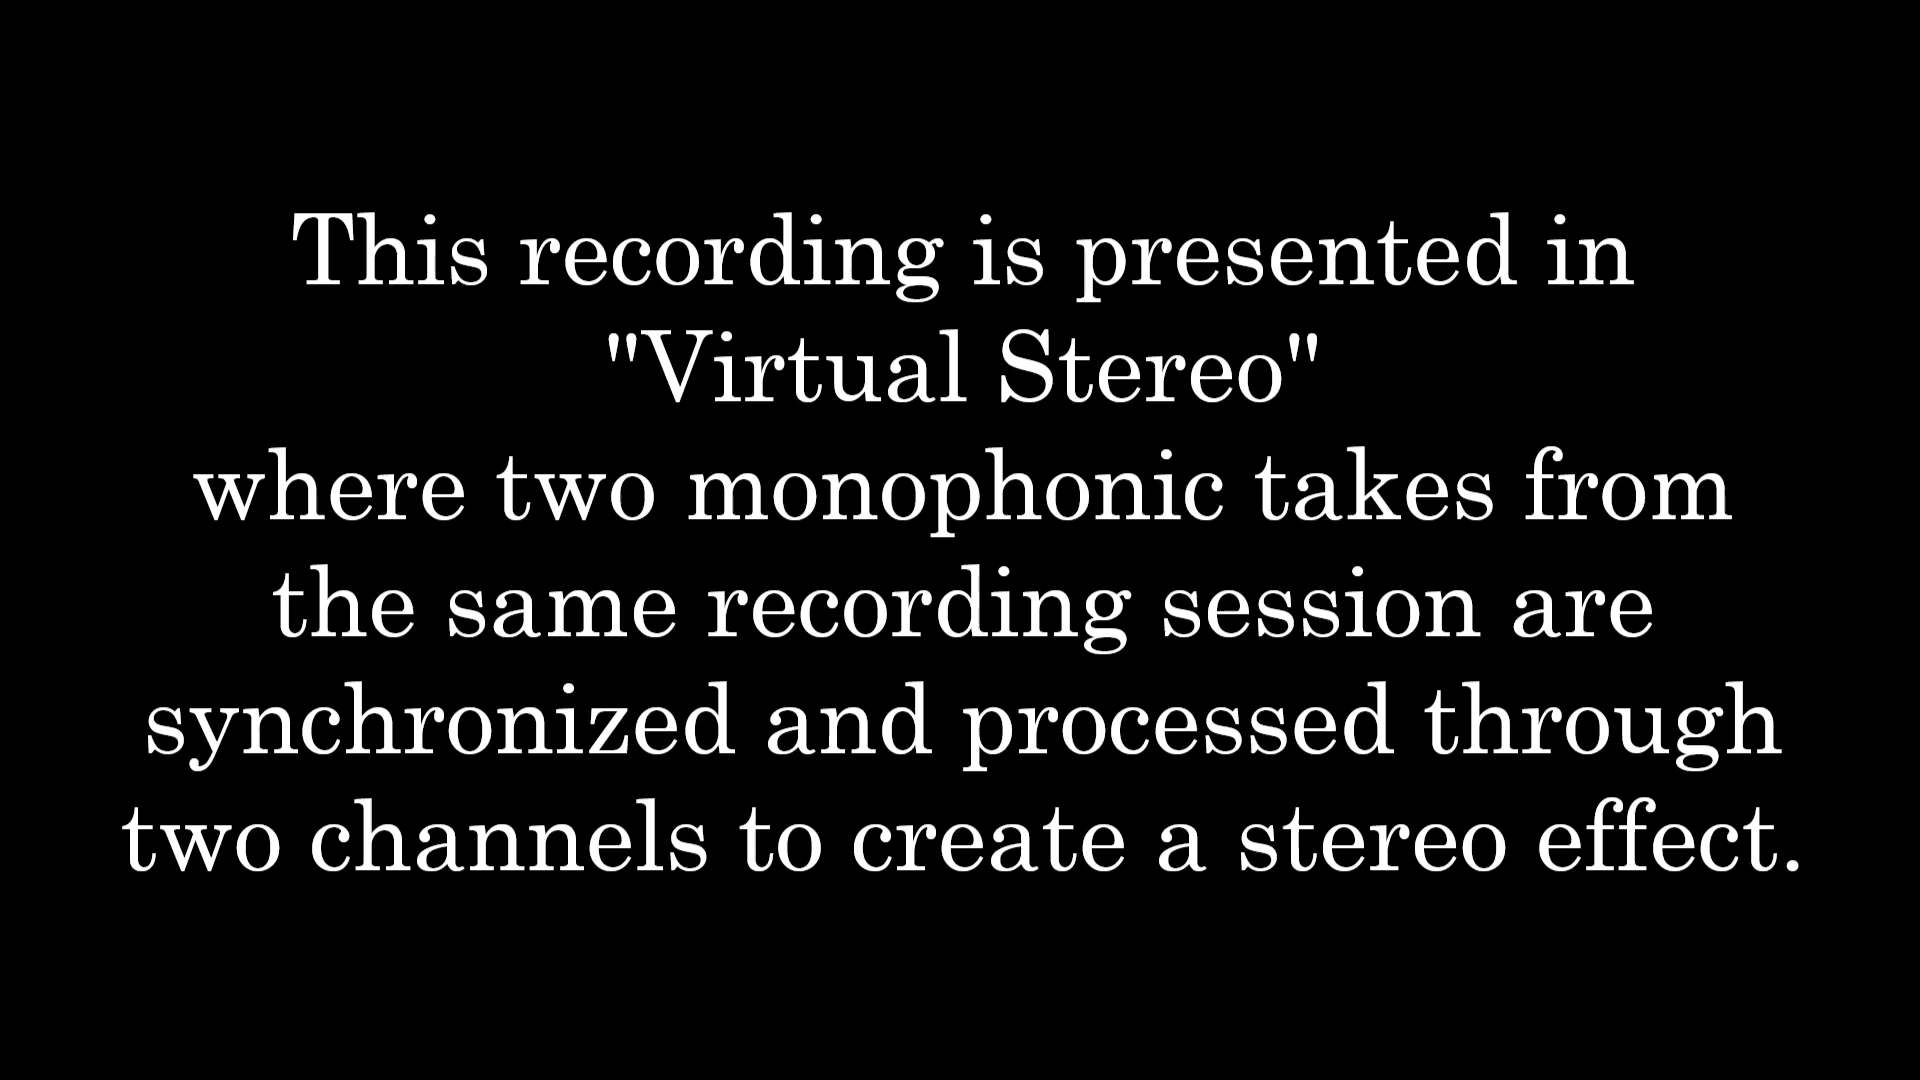 This recording is presented in
"Virtual Stereo"
where two monophonic takes from
the same recording session are
synchronized and processed through
two channels to create a stereo effect.